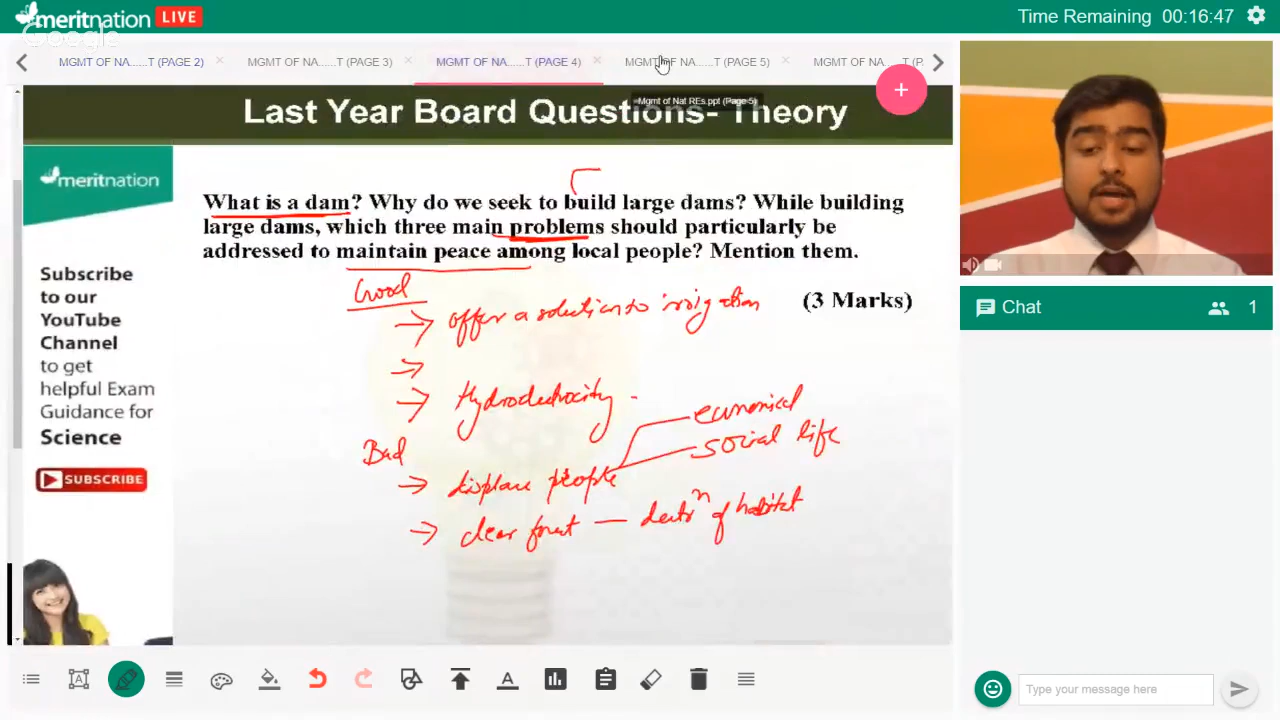 meritnation LIVE
Google
Time Remaining 00:16:47
MGMT OF NA......T (PAGE 2) MGMT OF NA......T (PAGE 3) MGMT OF NA......T (PAGE 4) MGMT OF NA......T (PAGE 5) MGMT OF NA......T (P
Mgmt of Nat REs.ppt (Page 5)
Last Year Board Questions- Theory
meritnation
What is a dam? Why do we seek to build large dams? While building
large dams, which three main problems should particularly be
addressed to maintain peace among local people? Mention them.
(3 Marks)
Good
→ offer a solution to irrigation
→
→ Hydroelectricity
economical
social life
Bad
→ displace people
→ clear forest — destrⁿ of habitat
Subscribe
to our
YouTube
Channel
to get
helpful Exam
Guidance for
Science
SUBSCRIBE
Chat 1
Type your message here